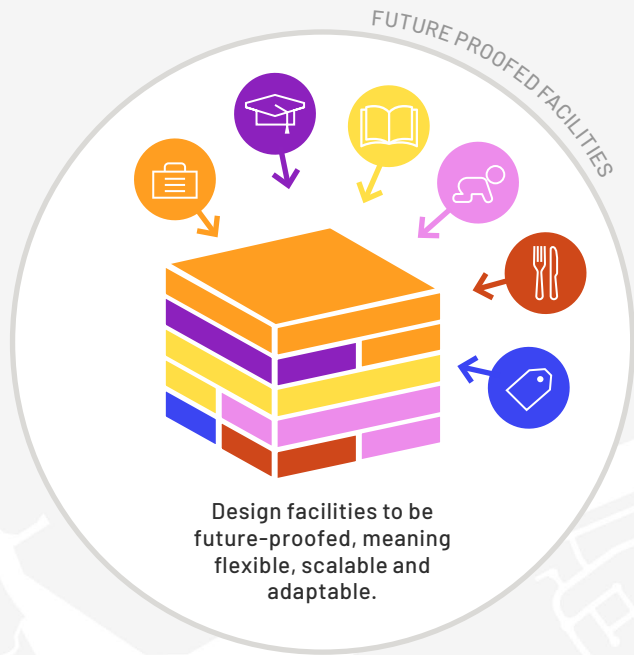 FUTURE PROOFED FACILITIES
Design facilities to be
future-proofed, meaning
flexible, scalable and
adaptable.